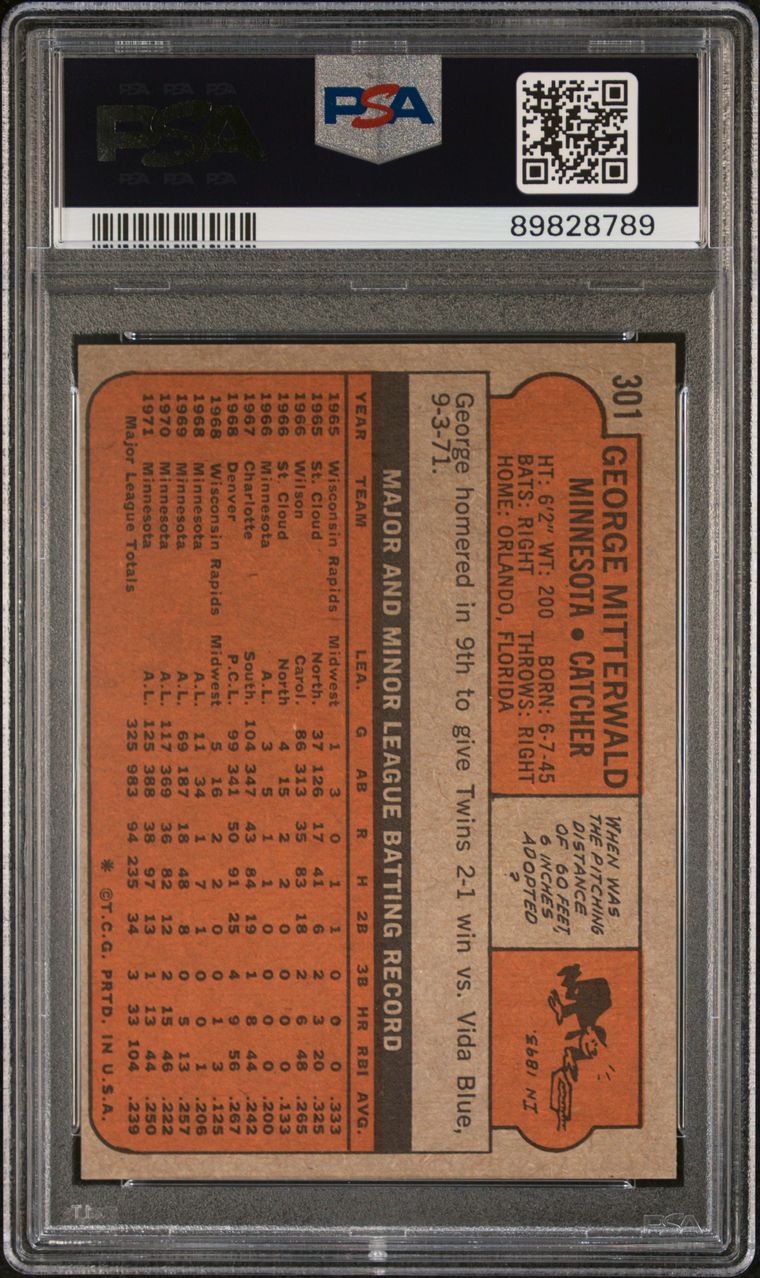 PSA PSA PSA
PSA
PSA PSA PSA
PSA
89828789
301
GEORGE MITTERWALD
MINNESOTA • CATCHER
HT: 6'2" WT: 200 BORN: 6-7-45
BATS: RIGHT THROWS: RIGHT
HOME: ORLANDO, FLORIDA
WHEN WAS
THE PITCHING
DISTANCE
OF 60 FEET,
6 INCHES
ADOPTED
?
IN 1893.
George homered in 9th to give Twins 2-1 win vs. Vida Blue,
9-3-71.
MAJOR AND MINOR LEAGUE BATTING RECORD
YEAR TEAM LEA. G AB R H 2B 3B HR RBI AVG.
1965 Wisconsin Rapids Midwest 1 3 0 1 1 0 0 0 .333
1965 St. Cloud North. 37 126 17 41 6 2 3 20 .325
1966 Wilson Carol. 86 313 35 83 18 2 6 48 .265
1966 St. Cloud North 4 15 2 2 0 0 0 0 .133
1966 Minnesota A.L. 3 5 1 1 0 0 0 0 .200
1967 Charlotte South. 104 347 43 84 19 1 8 44 .242
1968 Denver P.C.L. 99 341 50 91 25 4 9 56 .267
1968 Wisconsin Rapids Midwest 5 16 2 2 0 0 1 3 .125
1968 Minnesota A.L. 11 34 1 7 1 0 0 1 .206
1969 Minnesota A.L. 69 187 18 48 8 0 5 13 .257
1970 Minnesota A.L. 117 369 36 82 12 2 15 46 .222
1971 Minnesota A.L. 125 388 38 97 13 1 13 44 .250
Major League Totals 325 983 94 235 34 3 33 104 .239
* ©T.C.G. PRTD. IN U.S.A.
PSA